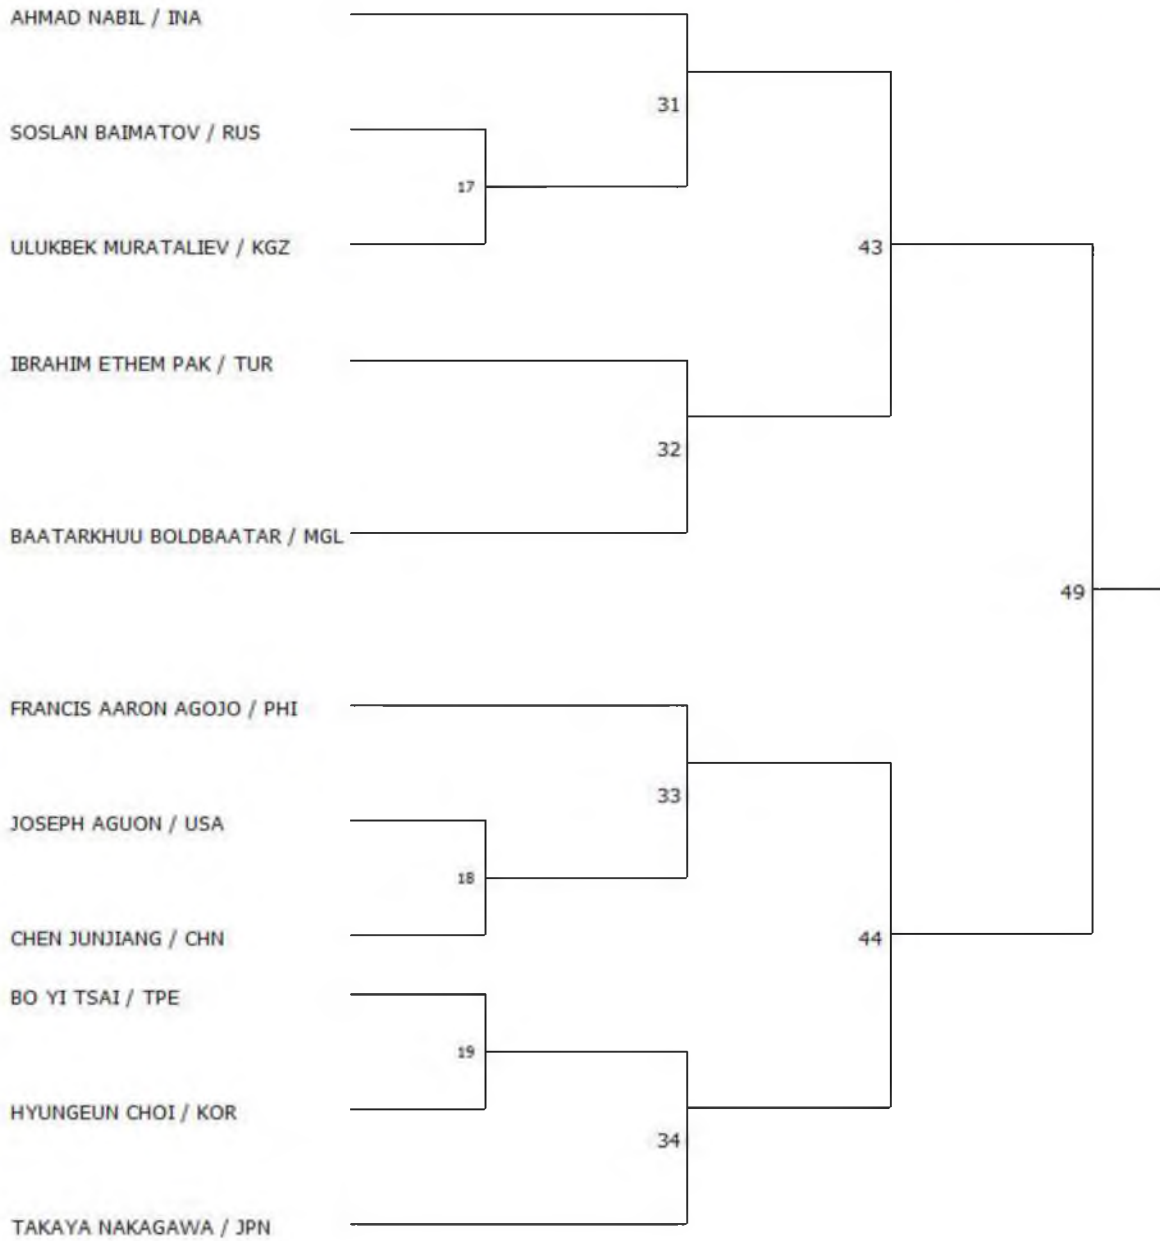 AHMAD NABIL / INA
31
SOSLAN BAIMATOV / RUS
17
ULUKBEK MURATALIEV / KGZ
43
IBRAHIM ETHEM PAK / TUR
32
BAATARKHUU BOLDBAATAR / MGL
49
FRANCIS AARON AGOJO / PHI
33
JOSEPH AGUON / USA
18
CHEN JUNJIANG / CHN
44
BO YI TSAI / TPE
19
HYUNGEUN CHOI / KOR
34
TAKAYA NAKAGAWA / JPN